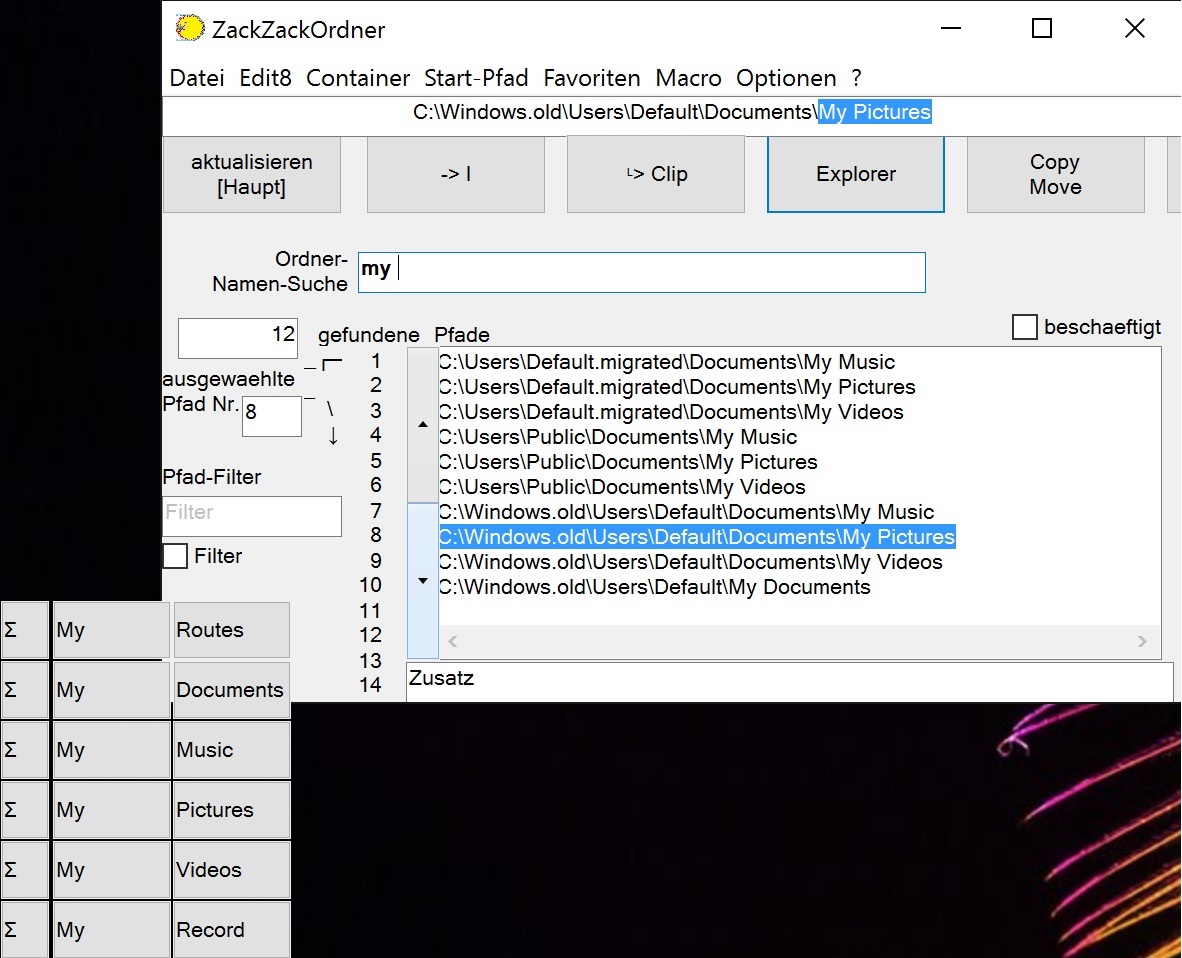 ZackZackOrdner
Datei Edit8 Container Start-Pfad Favoriten Macro Optionen ?
C:\Windows.old\Users\Default\Documents\My Pictures
aktualisieren
[Haupt]
-> I
└> Clip
Explorer
Copy
Move
Ordner-
Namen-Suche
my
12 gefundene Pfade
beschaeftigt
ausgewaehlte
Pfad Nr. 8
Pfad-Filter
Filter
Filter
1 C:\Users\Default.migrated\Documents\My Music
2 C:\Users\Default.migrated\Documents\My Pictures
3 C:\Users\Default.migrated\Documents\My Videos
4 C:\Users\Public\Documents\My Music
5 C:\Users\Public\Documents\My Pictures
6 C:\Users\Public\Documents\My Videos
7 C:\Windows.old\Users\Default\Documents\My Music
8 C:\Windows.old\Users\Default\Documents\My Pictures
9 C:\Windows.old\Users\Default\Documents\My Videos
10 C:\Windows.old\Users\Default\My Documents
11
12
13
14
Zusatz
Σ My Routes
Σ My Documents
Σ My Music
Σ My Pictures
Σ My Videos
Σ My Record